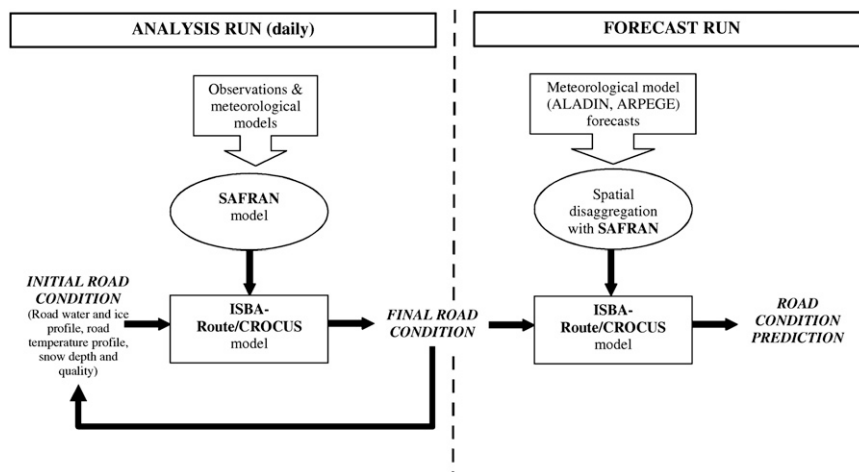 ANALYSIS RUN (daily)
FORECAST RUN
Observations &
meteorological
models
Meteorological model
(ALADIN, ARPEGE)
forecasts
SAFRAN
model
Spatial
disaggregation
with SAFRAN
INITIAL ROAD
CONDITION
(Road water and ice
profile, road
temperature profile,
snow depth and
quality)
ISBA-
Route/CROCUS
model
FINAL ROAD
CONDITION
ISBA-
Route/CROCUS
model
ROAD
CONDITION
PREDICTION